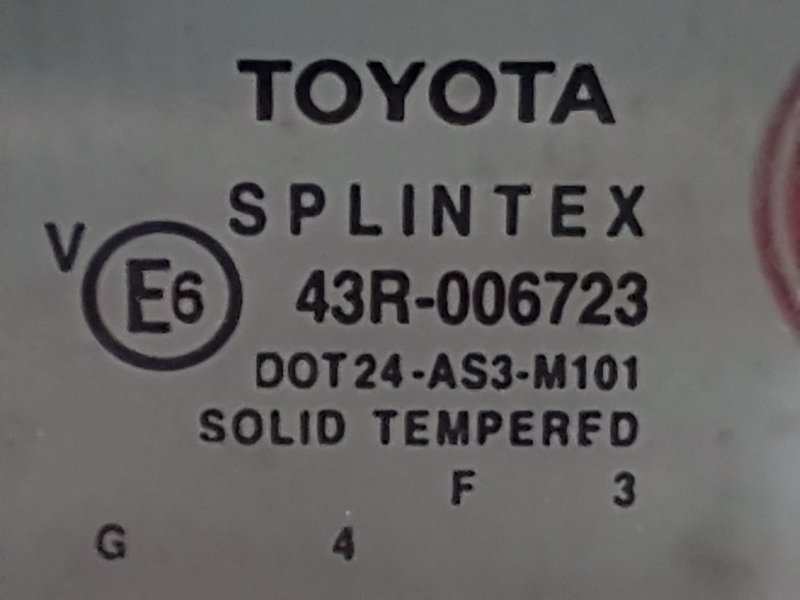 TOYOTA
SPLINTEX
V E6 43R-006723
DOT24-AS3-M101
SOLID TEMPERED
F 3
G 4